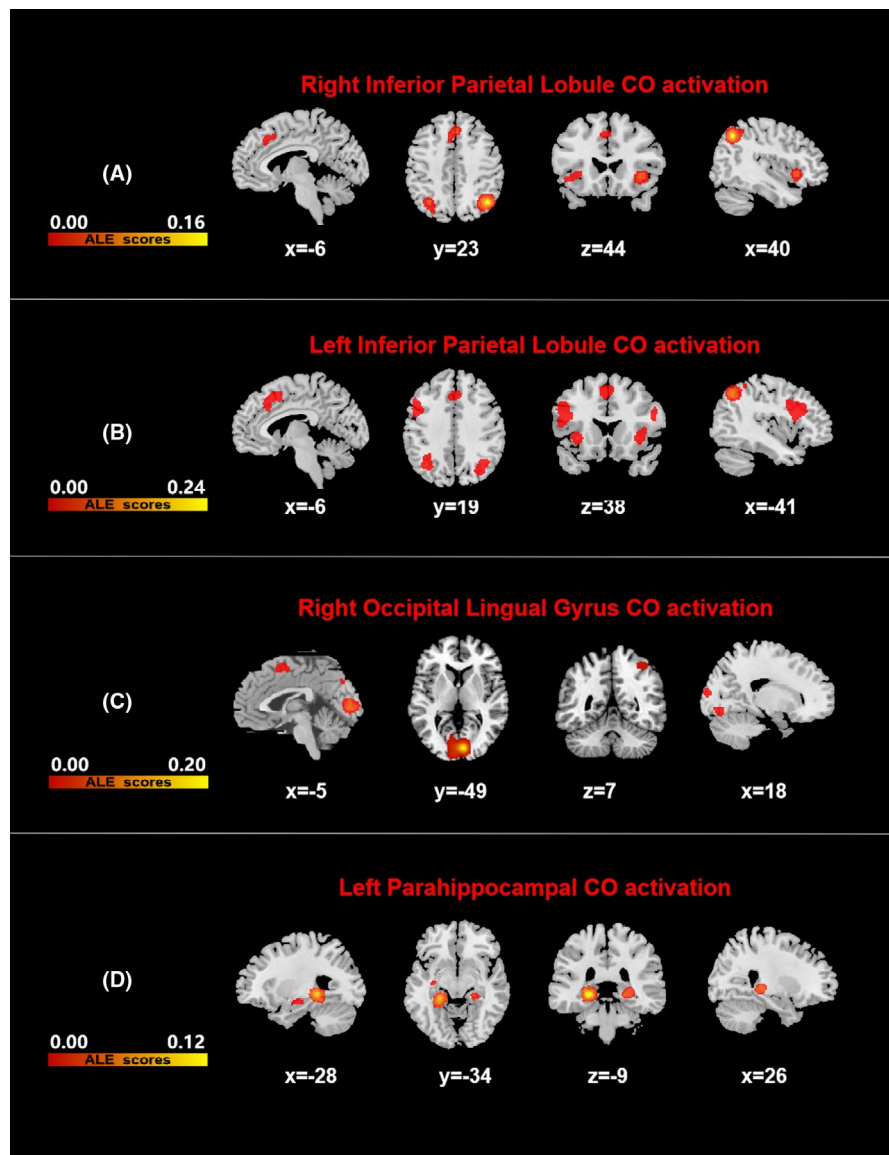 Right Inferior Parietal Lobule CO activation
(A)
0.00 0.16
ALE scores
x=-6 y=23 z=44 x=40
Left Inferior Parietal Lobule CO activation
(B)
0.00 0.24
ALE scores
x=-6 y=19 z=38 x=-41
Right Occipital Lingual Gyrus CO activation
(C)
0.00 0.20
ALE scores
x=-5 y=-49 z=7 x=18
Left Parahippocampal CO activation
(D)
0.00 0.12
ALE scores
x=-28 y=-34 z=-9 x=26